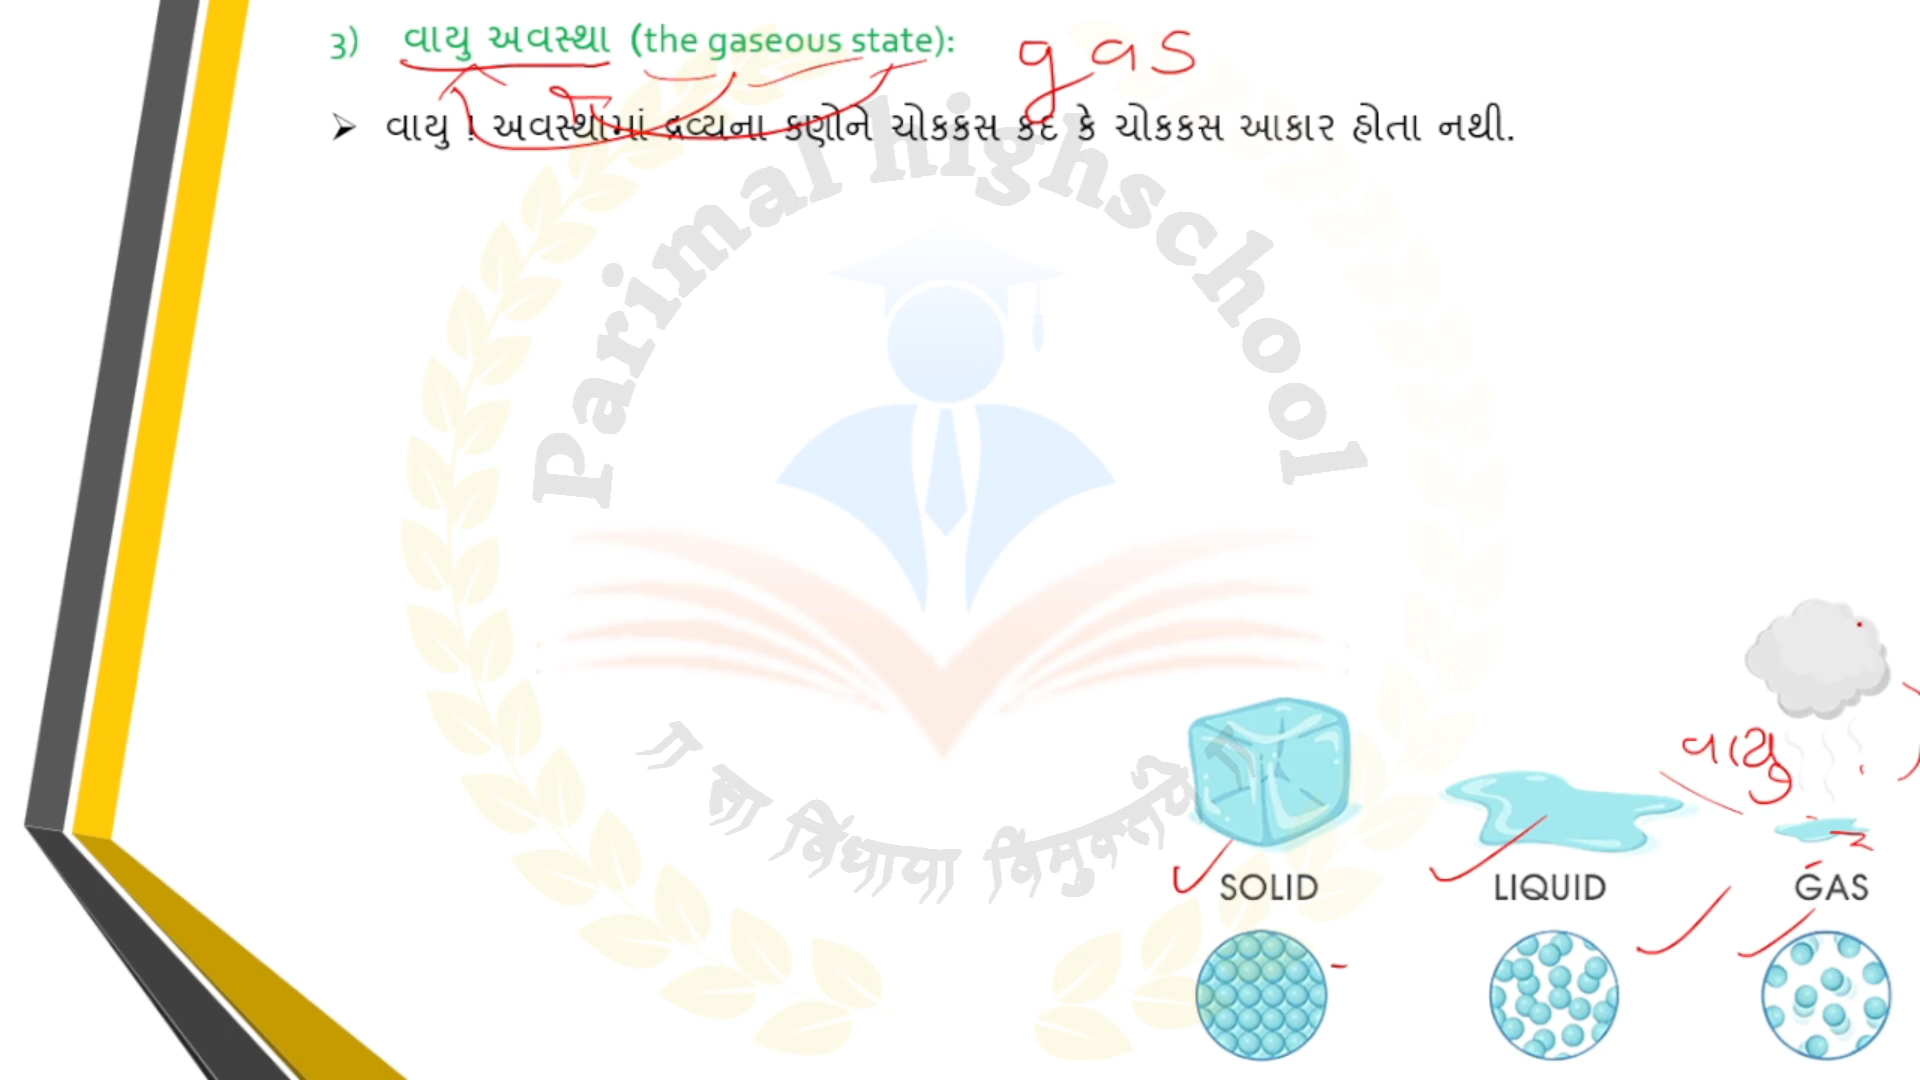 ૩) વાયુ અવસ્થા (the gaseous state):
gas
➢ વાયુ ! અવસ્થામાં દ્રવ્યના કણોને ચોક્કસ કદ કે ચોક્કસ આકાર હોતા નથી.
Parimal highschool
વાયુ
SOLID LIQUID GAS